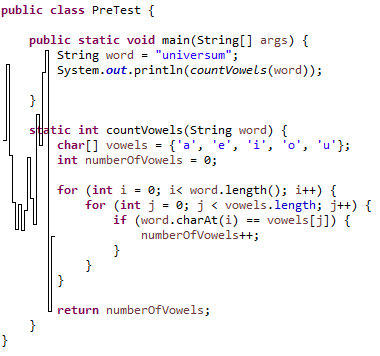 public class PreTest {
public static void main(String[] args) {
String word = "universum";
System.out.println(countVowels(word));
}
static int countVowels(String word) {
char[] vowels = {'a', 'e', 'i', 'o', 'u'};
int numberOfVowels = 0;
for (int i = 0; i< word.length(); i++) {
for (int j = 0; j < vowels.length; j++) {
if (word.charAt(i) == vowels[j]) {
numberOfVowels++;
}
}
}
return numberOfVowels;
}
}